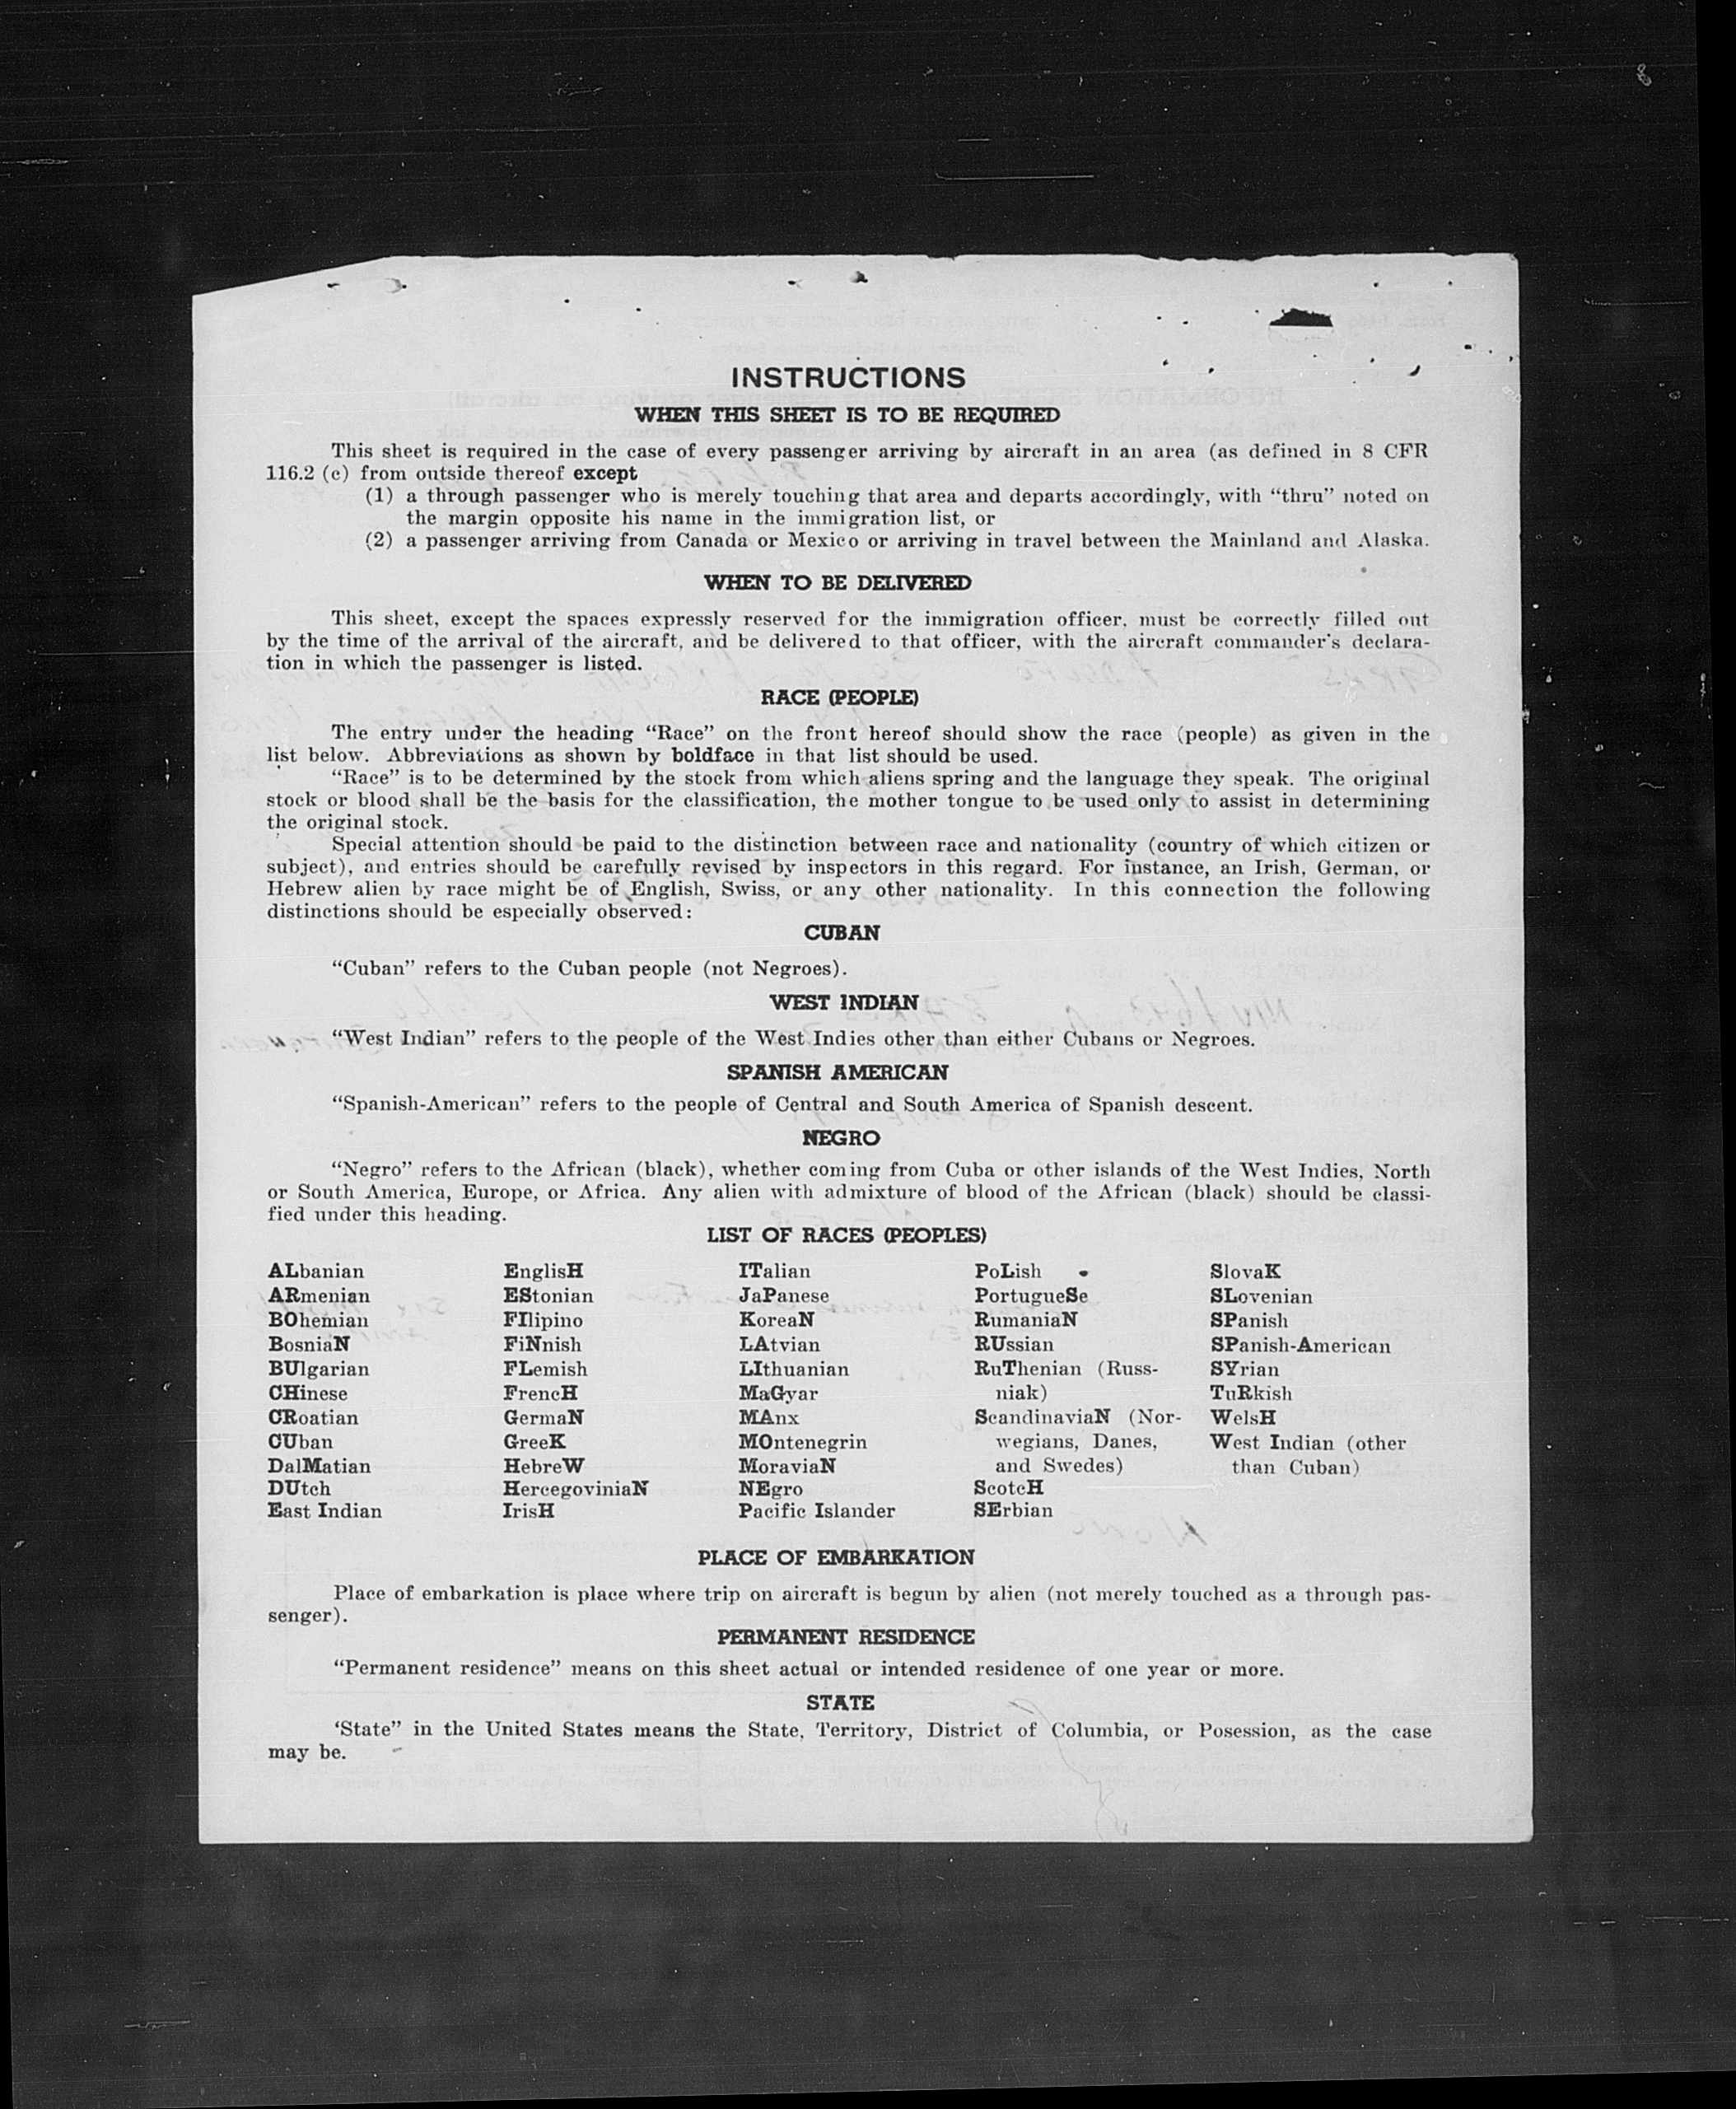 INSTRUCTIONS
WHEN THIS SHEET IS TO BE REQUIRED
This sheet is required in the case of every passenger arriving by aircraft in an area (as defined in 8 CFR
116.2 (c) from outside thereof except
(1) a through passenger who is merely touching that area and departs accordingly, with “thru” noted on
the margin opposite his name in the immigration list, or
(2) a passenger arriving from Canada or Mexico or arriving in travel between the Mainland and Alaska.
WHEN TO BE DELIVERED
This sheet, except the spaces expressly reserved for the immigration officer, must be correctly filled out
by the time of the arrival of the aircraft, and be delivered to that officer, with the aircraft commander's declara-
tion in which the passenger is listed.
RACE (PEOPLE)
The entry under the heading “Race” on the front hereof should show the race (people) as given in the
list below. Abbreviations as shown by boldface in that list should be used.
“Race” is to be determined by the stock from which aliens spring and the language they speak. The original
stock or blood shall be the basis for the classification, the mother tongue to be used only to assist in determining
the original stock.
Special attention should be paid to the distinction between race and nationality (country of which citizen or
subject), and entries should be carefully revised by inspectors in this regard. For instance, an Irish, German, or
Hebrew alien by race might be of English, Swiss, or any other nationality. In this connection the following
distinctions should be especially observed:
CUBAN
“Cuban” refers to the Cuban people (not Negroes).
WEST INDIAN
“West Indian” refers to the people of the West Indies other than either Cubans or Negroes.
SPANISH AMERICAN
“Spanish-American” refers to the people of Central and South America of Spanish descent.
NEGRO
“Negro” refers to the African (black), whether coming from Cuba or other islands of the West Indies, North
or South America, Europe, or Africa. Any alien with admixture of blood of the African (black) should be classi-
fied under this heading.
LIST OF RACES (PEOPLES)
ALbanian
ARmenian
BOhemian
BosniaN
BUlgarian
CHinese
CRoatian
CUban
DalMatian
DUtch
East Indian
EnglisH
EStonian
FIlipino
FiNnish
FLemish
FrencH
GermaN
GreeK
HebreW
HercegoviniaN
IrisH
ITalian
JaPanese
KoreaN
LAtvian
LIthuanian
MaGyar
MAnx
MOntenegrin
MoraviaN
NEgro
Pacific Islander
PoLish
PortugueSe
RumaniaN
RUssian
RuThenian (Russ-
niak)
ScandinaviaN (Nor-
wegians, Danes,
and Swedes)
ScotcH
SErbian
SlovaK
SLovenian
SPanish
SPanish-American
SYrian
TuRkish
WelsH
West Indian (other
than Cuban)
PLACE OF EMBARKATION
Place of embarkation is place where trip on aircraft is begun by alien (not merely touched as a through pas-
senger).
PERMANENT RESIDENCE
“Permanent residence” means on this sheet actual or intended residence of one year or more.
STATE
‘State” in the United States means the State, Territory, District of Columbia, or Posession, as the case
may be.